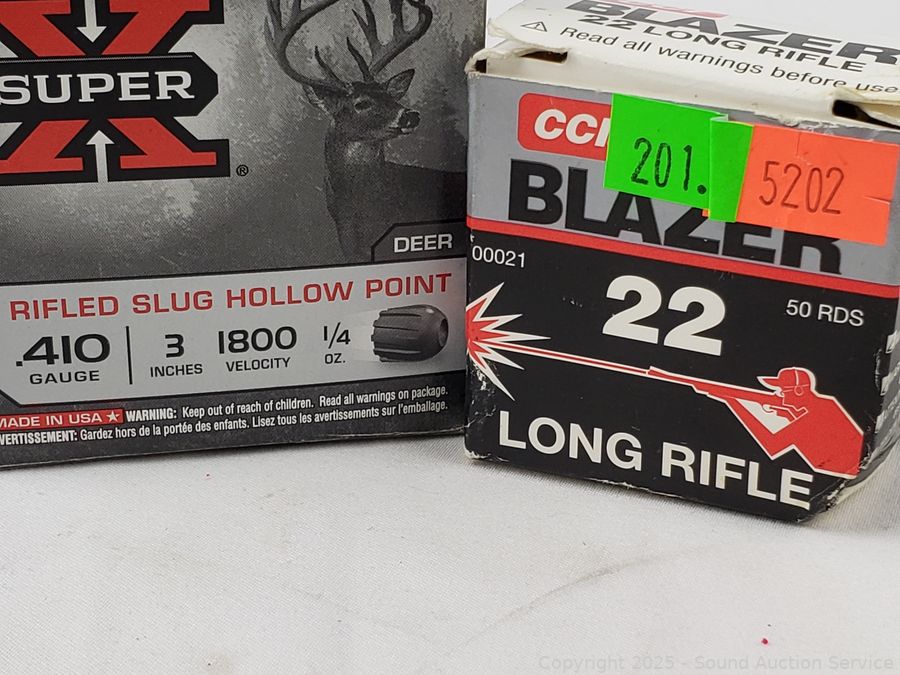 X
SUPER
®
DEER
RIFLED SLUG HOLLOW POINT
.410
GAUGE
3
INCHES
1800
VELOCITY
1/4
OZ.
MADE IN USA ★ WARNING: Keep out of reach of children. Read all warnings on package.
VERTISSEMENT: Gardez hors de la portée des enfants. Lisez tous les avertissements sur l'emballage.
BLAZER
22 LONG RIFLE
⚠ Read all warnings before use
CCI
201.
5202
BLAZER
00021
22
50 RDS
LONG RIFLE
Copyright 2025 - Sound Auction Service